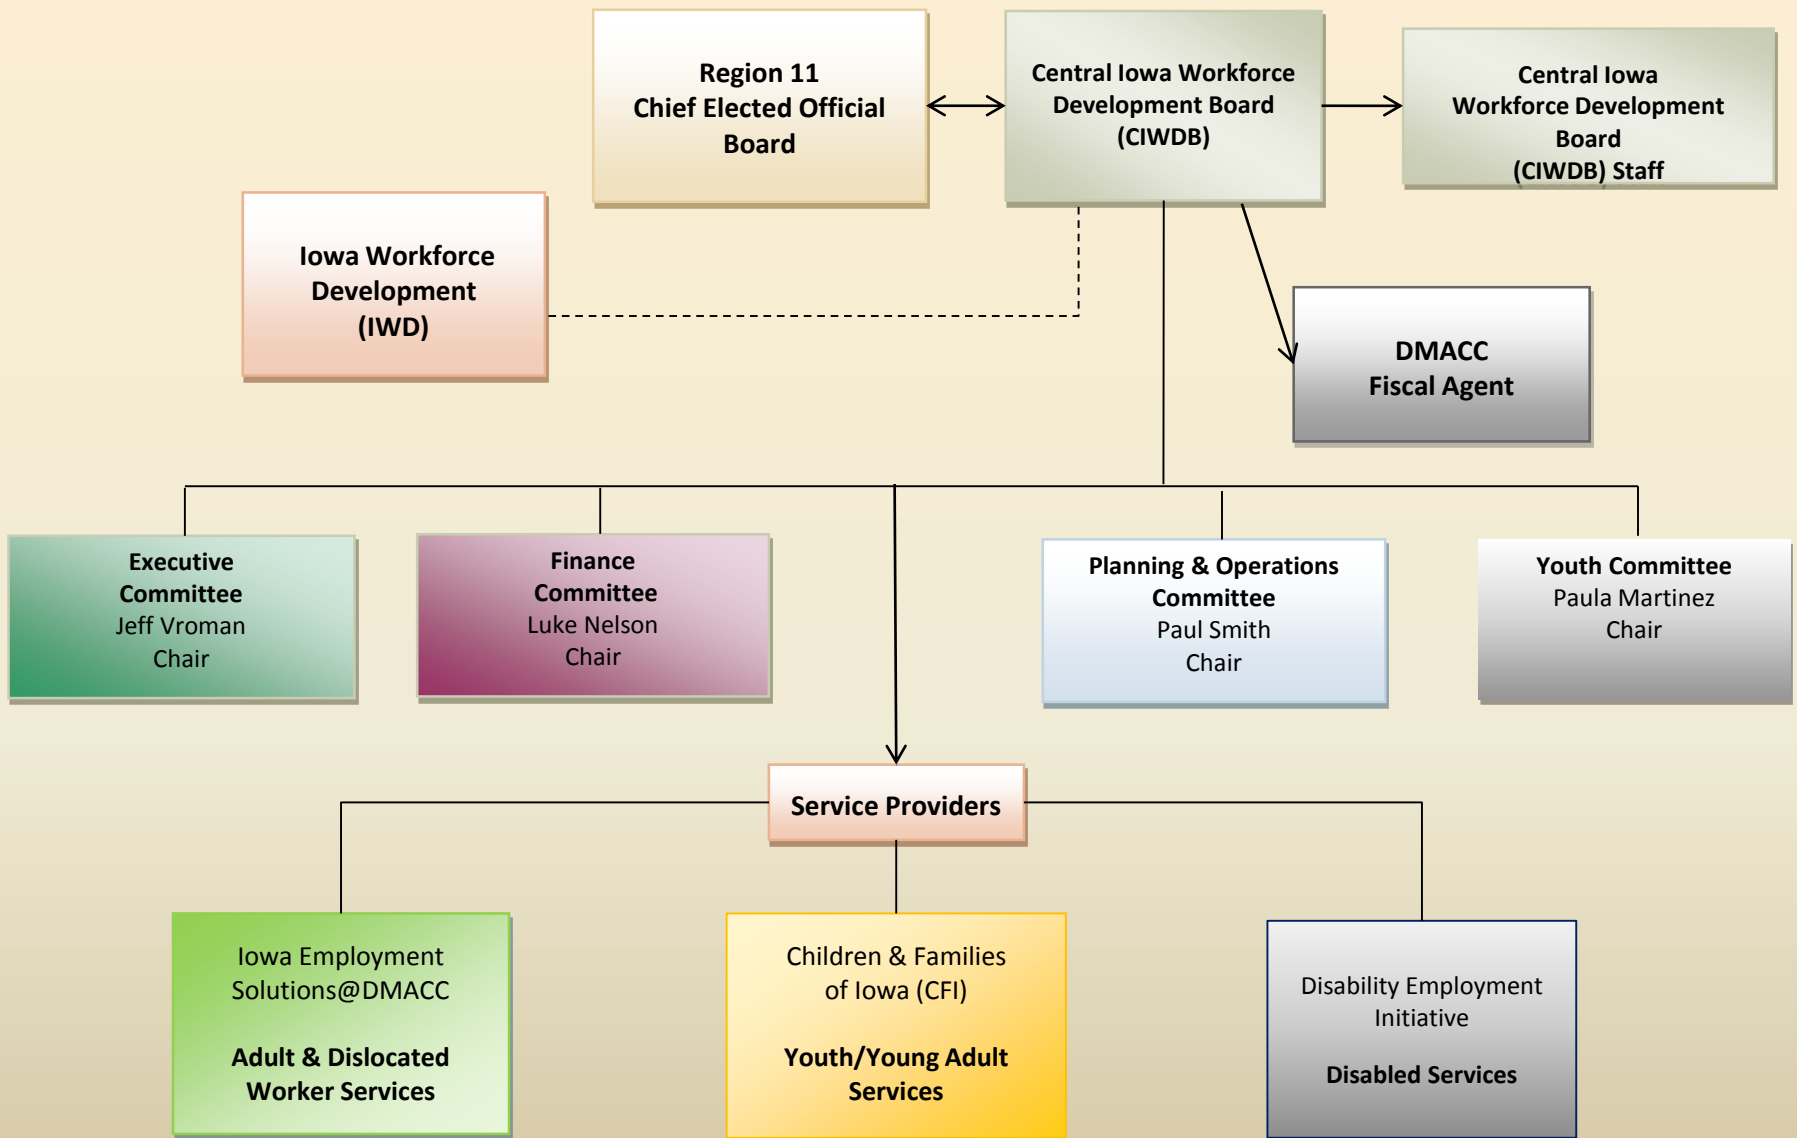 Region 11
Chief Elected Official
Board
Central Iowa Workforce
Development Board
(CIWDB)
Central Iowa
Workforce Development
Board
(CIWDB) Staff
Iowa Workforce
Development
(IWD)
DMACC
Fiscal Agent
Executive
Committee
Jeff Vroman
Chair
Finance
Committee
Luke Nelson
Chair
Planning & Operations
Committee
Paul Smith
Chair
Youth Committee
Paula Martinez
Chair
Service Providers
Iowa Employment
Solutions@DMACC
Adult & Dislocated
Worker Services
Children & Families
of Iowa (CFI)
Youth/Young Adult
Services
Disability Employment
Initiative
Disabled Services